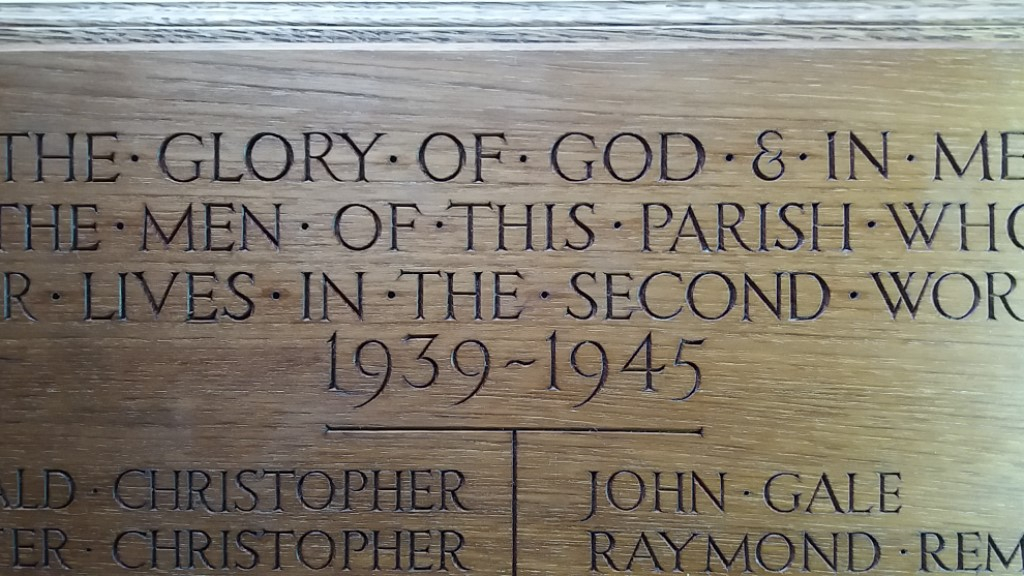 THE · GLORY · OF · GOD · & · IN · ME
THE · MEN · OF · THIS · PARISH · WHO
R · LIVES · IN · THE · SECOND · WOR
1939~1945
ALD · CHRISTOPHER
JOHN · GALE
ER · CHRISTOPHER
RAYMOND · REM